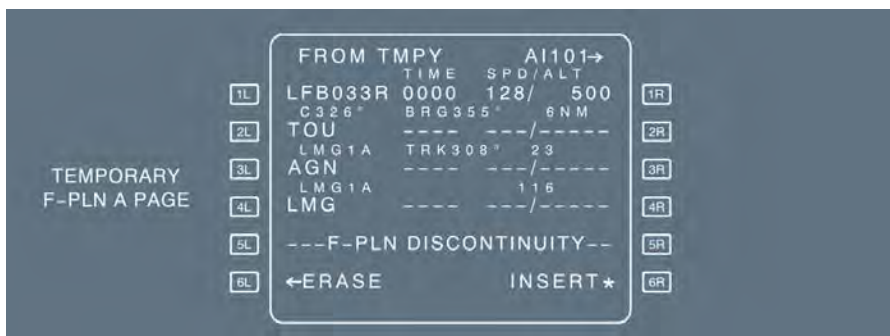 FROM TMPY AI101→
TIME SPD/ALT
1L LFB033R 0000 128/ 500 1R
C326° BRG355° 6NM
2L TOU ---- ---/----- 2R
LMG1A TRK308° 23
3L AGN ---- ---/----- 3R
TEMPORARY
F-PLN A PAGE
LMG1A 116
4L LMG ---- ---/----- 4R
5L ---F-PLN DISCONTINUITY-- 5R
6L ←ERASE INSERT* 6R